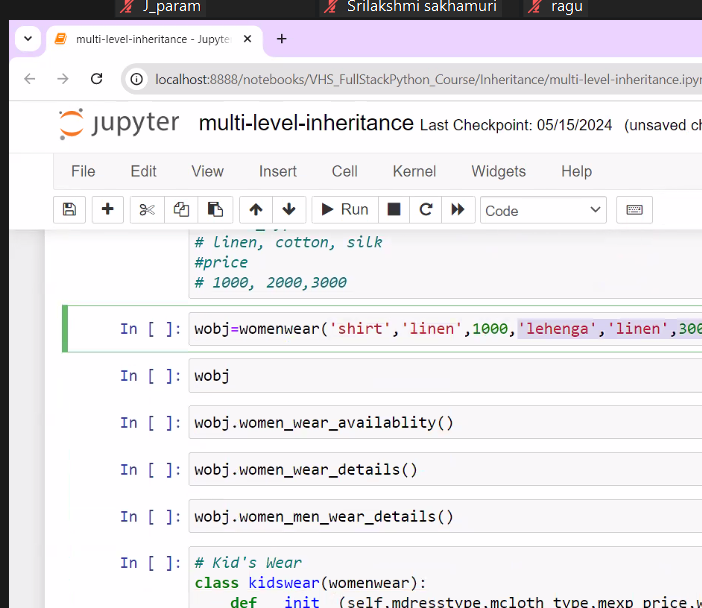 J_param Srilakshmi sakhamuri ragu
multi-level-inheritance - Jupyte
localhost:8888/notebooks/VHS_FullStackPython_Course/Inheritance/multi-level-inheritance.ipyn
jupyter multi-level-inheritance Last Checkpoint: 05/15/2024 (unsaved ch
File Edit View Insert Cell Kernel Widgets Help
Run Code
# linen, cotton, silk
#price
# 1000, 2000,3000
In [ ]: wobj=womenwear('shirt','linen',1000,'lehenga','linen',300
In [ ]: wobj
In [ ]: wobj.women_wear_availablity()
In [ ]: wobj.women_wear_details()
In [ ]: wobj.women_men_wear_details()
In [ ]: # Kid's Wear
class kidswear(womenwear):
def __init__(self,mdresstype,mcloth_type,mexp_price,w